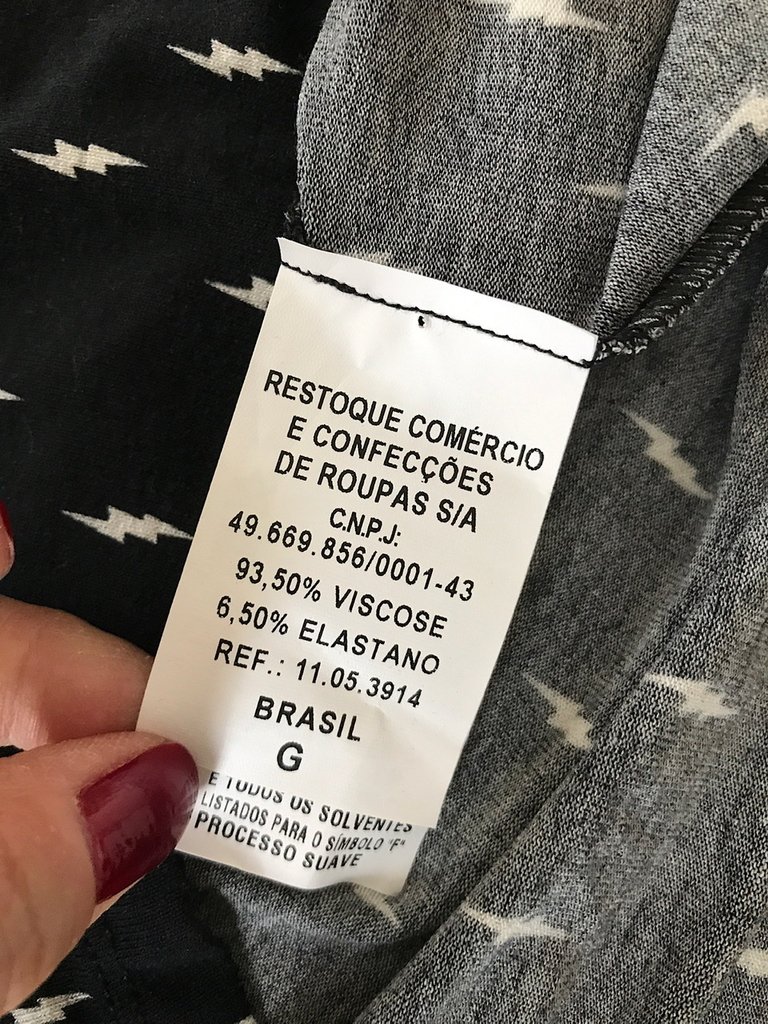 RESTOQUE COMÉRCIO
E CONFECÇÕES
DE ROUPAS S/A
C.N.P.J:
49.669.856/0001-43
93,50% VISCOSE
6,50% ELASTANO
REF.: 11.05.3914
BRASIL
G
E TODOS OS SOLVENTES
LISTADOS PARA O SÍMBOLO "F"
PROCESSO SUAVE